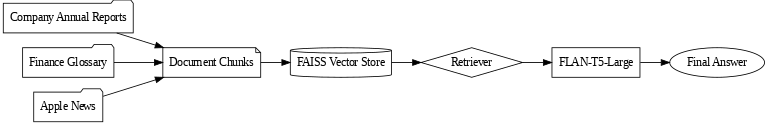 Company Annual Reports
Finance Glossary
Apple News
Document Chunks
FAISS Vector Store
Retriever
FLAN-T5-Large
Final Answer